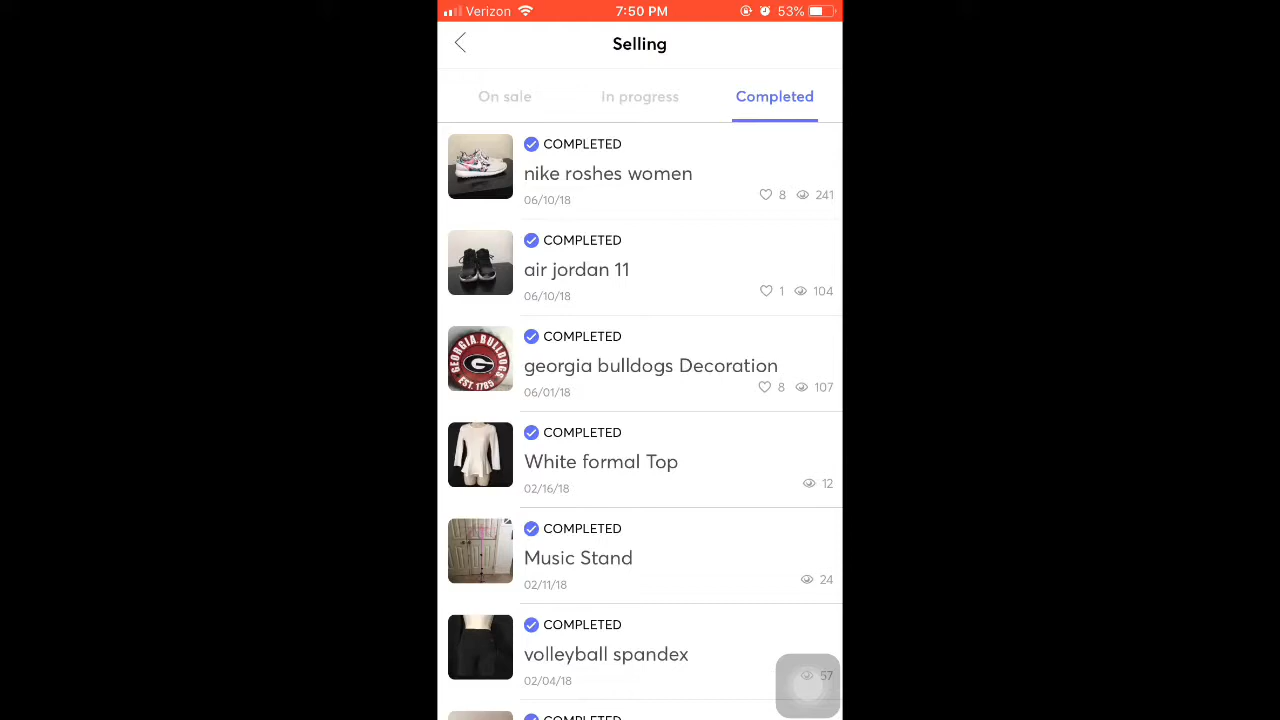 Verizon 7:50 PM 53%
Selling
On sale In progress Completed
COMPLETED
nike roshes women
06/10/18 8 241
COMPLETED
air jordan 11
06/10/18 1 104
GEORGIA BULLDOGS
EST. 1785
COMPLETED
georgia bulldogs Decoration
06/01/18 8 107
COMPLETED
White formal Top
02/16/18 12
COMPLETED
Music Stand
02/11/18 24
COMPLETED
volleyball spandex
02/04/18 57
COMPLETED